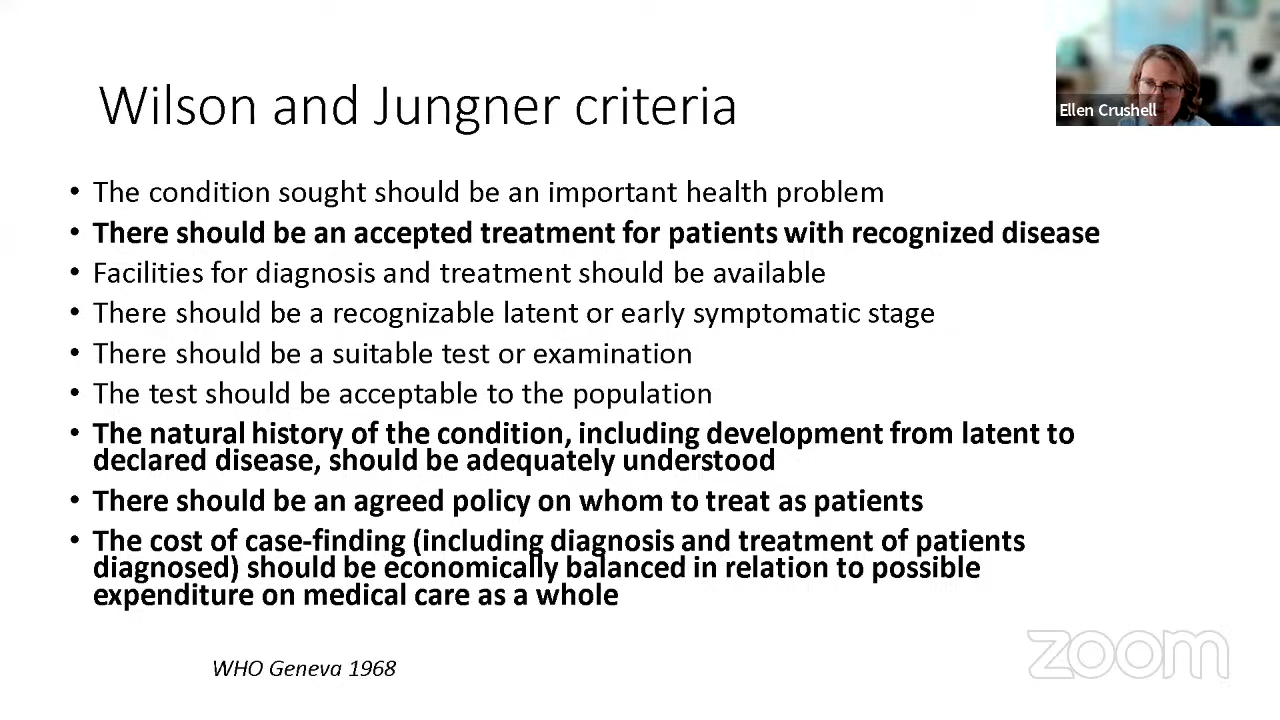 Wilson and Jungner criteria
Ellen Crushell
• The condition sought should be an important health problem
• There should be an accepted treatment for patients with recognized disease
• Facilities for diagnosis and treatment should be available
• There should be a recognizable latent or early symptomatic stage
• There should be a suitable test or examination
• The test should be acceptable to the population
• The natural history of the condition, including development from latent to
declared disease, should be adequately understood
• There should be an agreed policy on whom to treat as patients
• The cost of case-finding (including diagnosis and treatment of patients
diagnosed) should be economically balanced in relation to possible
expenditure on medical care as a whole
WHO Geneva 1968
zoom